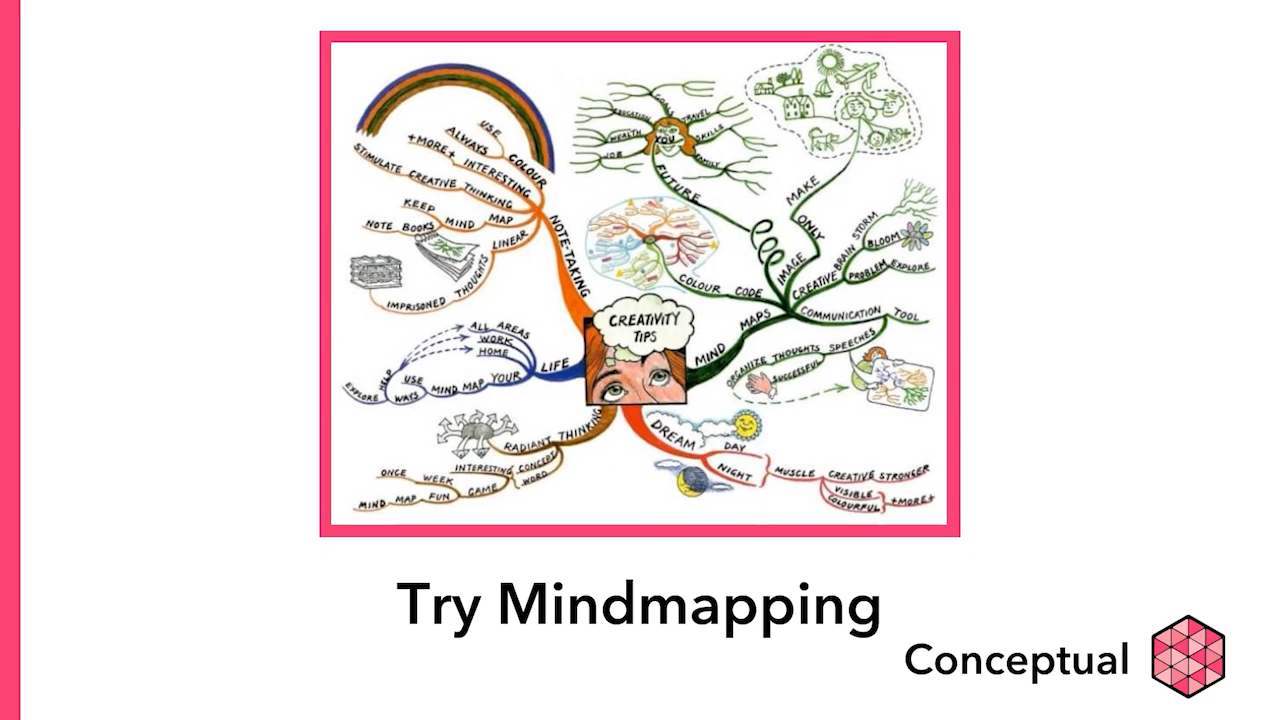 CREATIVITY
TIPS
NOTE-TAKING
COLOUR
USE
ALWAYS
INTERESTING
+MORE+
STIMULATE CREATIVE THINKING
MIND MAP
KEEP
NOTE BOOKS
LINEAR
THOUGHTS
IMPRISONED
LIFE
ALL AREAS
WORK
HOME
YOUR
MIND MAP
USE
WAYS
HELP
EXPLORE
RADIANT THINKING
INTERESTING CONCEPT
WORD
GAME
ONCE WEEK
MIND MAP FUN
DREAM
DAY
NIGHT
MUSCLE CREATIVE STRONGER
VISIBLE
COLOURFUL
+MORE+
MIND MAPS
COLOUR CODE
FUTURE
YOU
EDUCATION
WEALTH
JOB
TRAVEL
SKILLS
FAMILY
IMAGE
ONLY
MAKE
CREATIVE
BRAIN STORM
BLOOM
PROBLEM
EXPLORE
COMMUNICATION TOOL
SPEECHES
ORGANIZE THOUGHTS
SUCCESSFUL
Try Mindmapping
Conceptual